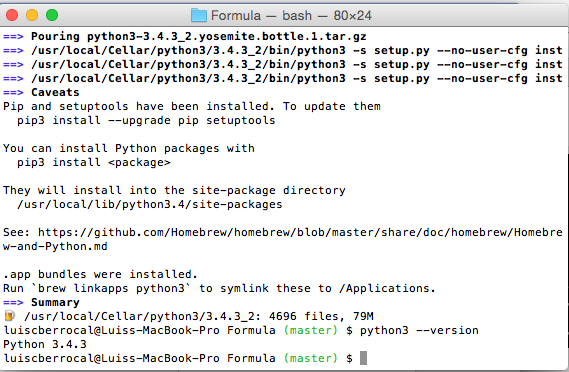 Formula — bash — 80×24
==> Pouring python3-3.4.3_2.yosemite.bottle.1.tar.gz
==> /usr/local/Cellar/python3/3.4.3_2/bin/python3 -s setup.py --no-user-cfg inst
==> /usr/local/Cellar/python3/3.4.3_2/bin/python3 -s setup.py --no-user-cfg inst
==> /usr/local/Cellar/python3/3.4.3_2/bin/python3 -s setup.py --no-user-cfg inst
==> Caveats
Pip and setuptools have been installed. To update them
  pip3 install --upgrade pip setuptools

You can install Python packages with
  pip3 install <package>

They will install into the site-package directory
  /usr/local/lib/python3.4/site-packages

See: https://github.com/Homebrew/homebrew/blob/master/share/doc/homebrew/Homebre
w-and-Python.md

.app bundles were installed.
Run `brew linkapps python3` to symlink these to /Applications.
==> Summary
🍺  /usr/local/Cellar/python3/3.4.3_2: 4696 files, 79M
luiscberrocal@Luiss-MacBook-Pro Formula (master) $ python3 --version
Python 3.4.3
luiscberrocal@Luiss-MacBook-Pro Formula (master) $